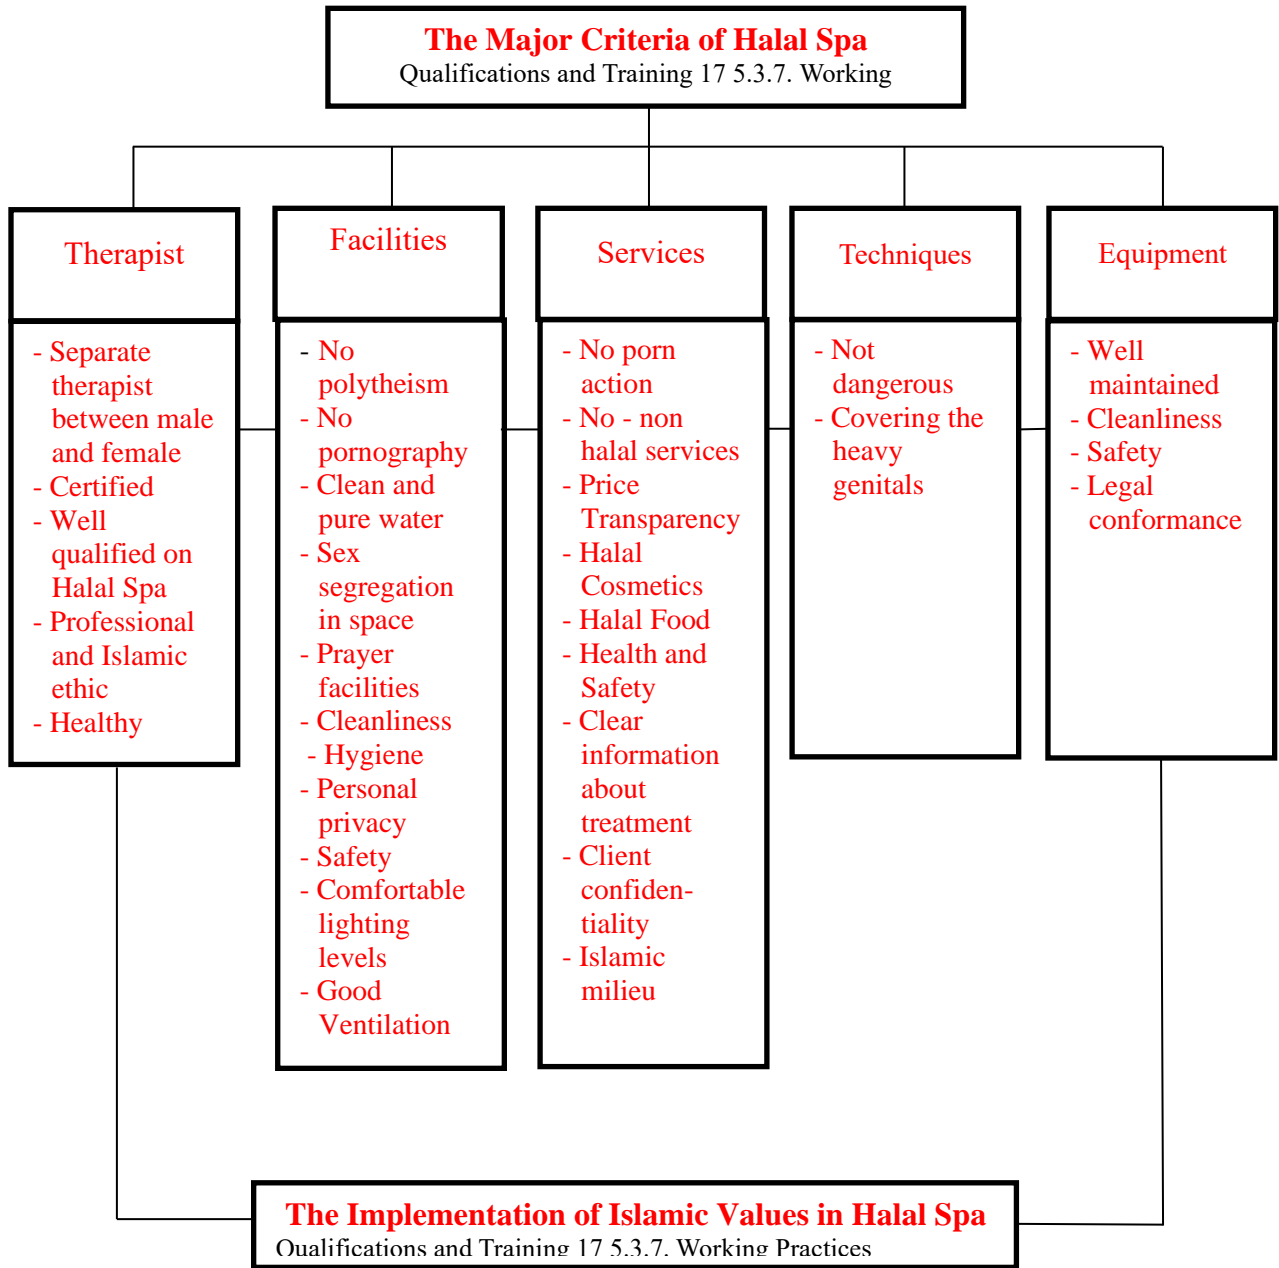 The Major Criteria of Halal Spa
Qualifications and Training 17 5.3.7. Working
Therapist
- Separate
therapist
between male
and female
- Certified
- Well
qualified on
Halal Spa
- Professional
and Islamic
ethic
- Healthy
Facilities
- No
polytheism
- No
pornography
- Clean and
pure water
- Sex
segregation
in space
- Prayer
facilities
- Cleanliness
- Hygiene
- Personal
privacy
- Safety
- Comfortable
lighting
levels
- Good
Ventilation
Services
- No porn
action
- No - non
halal services
- Price
Transparency
- Halal
Cosmetics
- Halal Food
- Health and
Safety
- Clear
information
about
treatment
- Client
confiden-
tiality
- Islamic
milieu
Techniques
- Not
dangerous
- Covering the
heavy
genitals
Equipment
- Well
maintained
- Cleanliness
- Safety
- Legal
conformance
The Implementation of Islamic Values in Halal Spa
Qualifications and Training 17 5.3.7. Working Practices